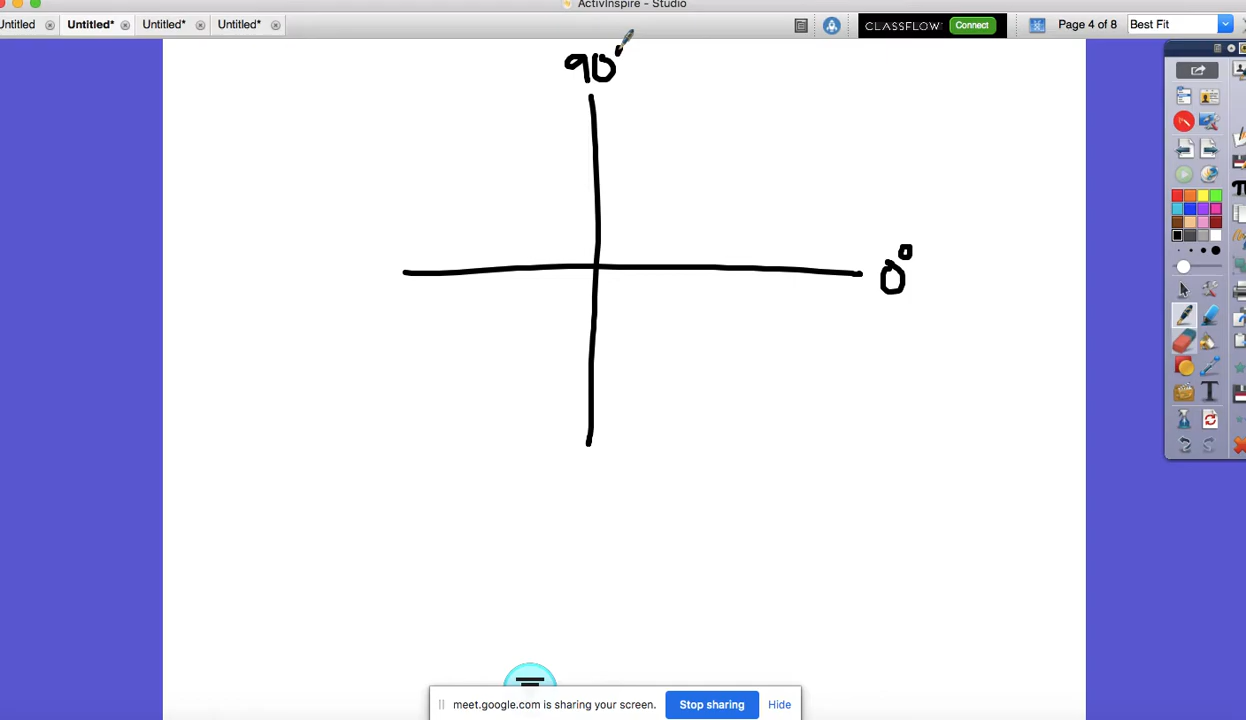 ActivInspire - Studio
Untitled Untitled* Untitled* Untitled* CLASSFLOW Connect Page 4 of 8 Best Fit
90°
0°
T
meet.google.com is sharing your screen. Stop sharing Hide